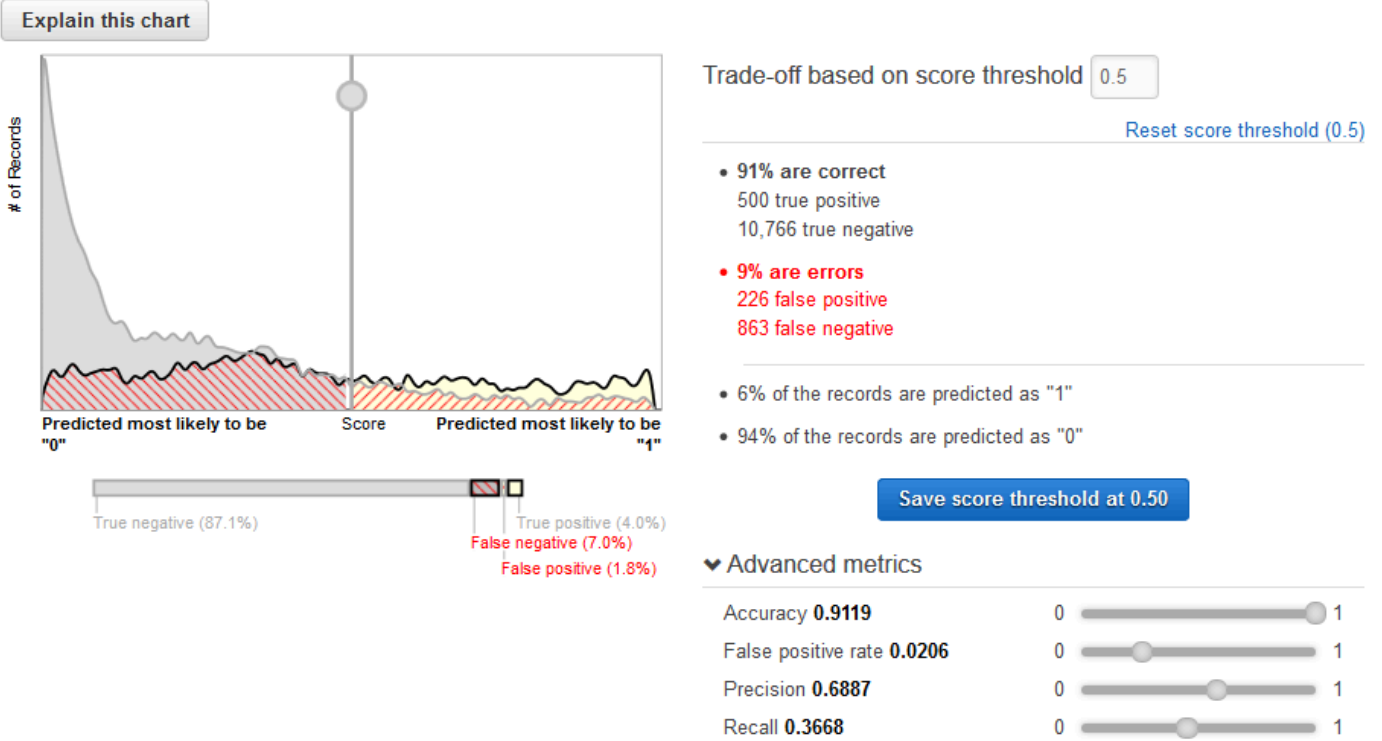 Explain this chart
# of Records
Predicted most likely to be
"0"
Score
Predicted most likely to be
"1"
True negative (87.1%)
True positive (4.0%)
False negative (7.0%)
False positive (1.8%)
Trade-off based on score threshold 0.5
Reset score threshold (0.5)
• 91% are correct
500 true positive
10,766 true negative
• 9% are errors
226 false positive
863 false negative
• 6% of the records are predicted as "1"
• 94% of the records are predicted as "0"
Save score threshold at 0.50
Advanced metrics
Accuracy 0.9119 0 1
False positive rate 0.0206 0 1
Precision 0.6887 0 1
Recall 0.3668 0 1